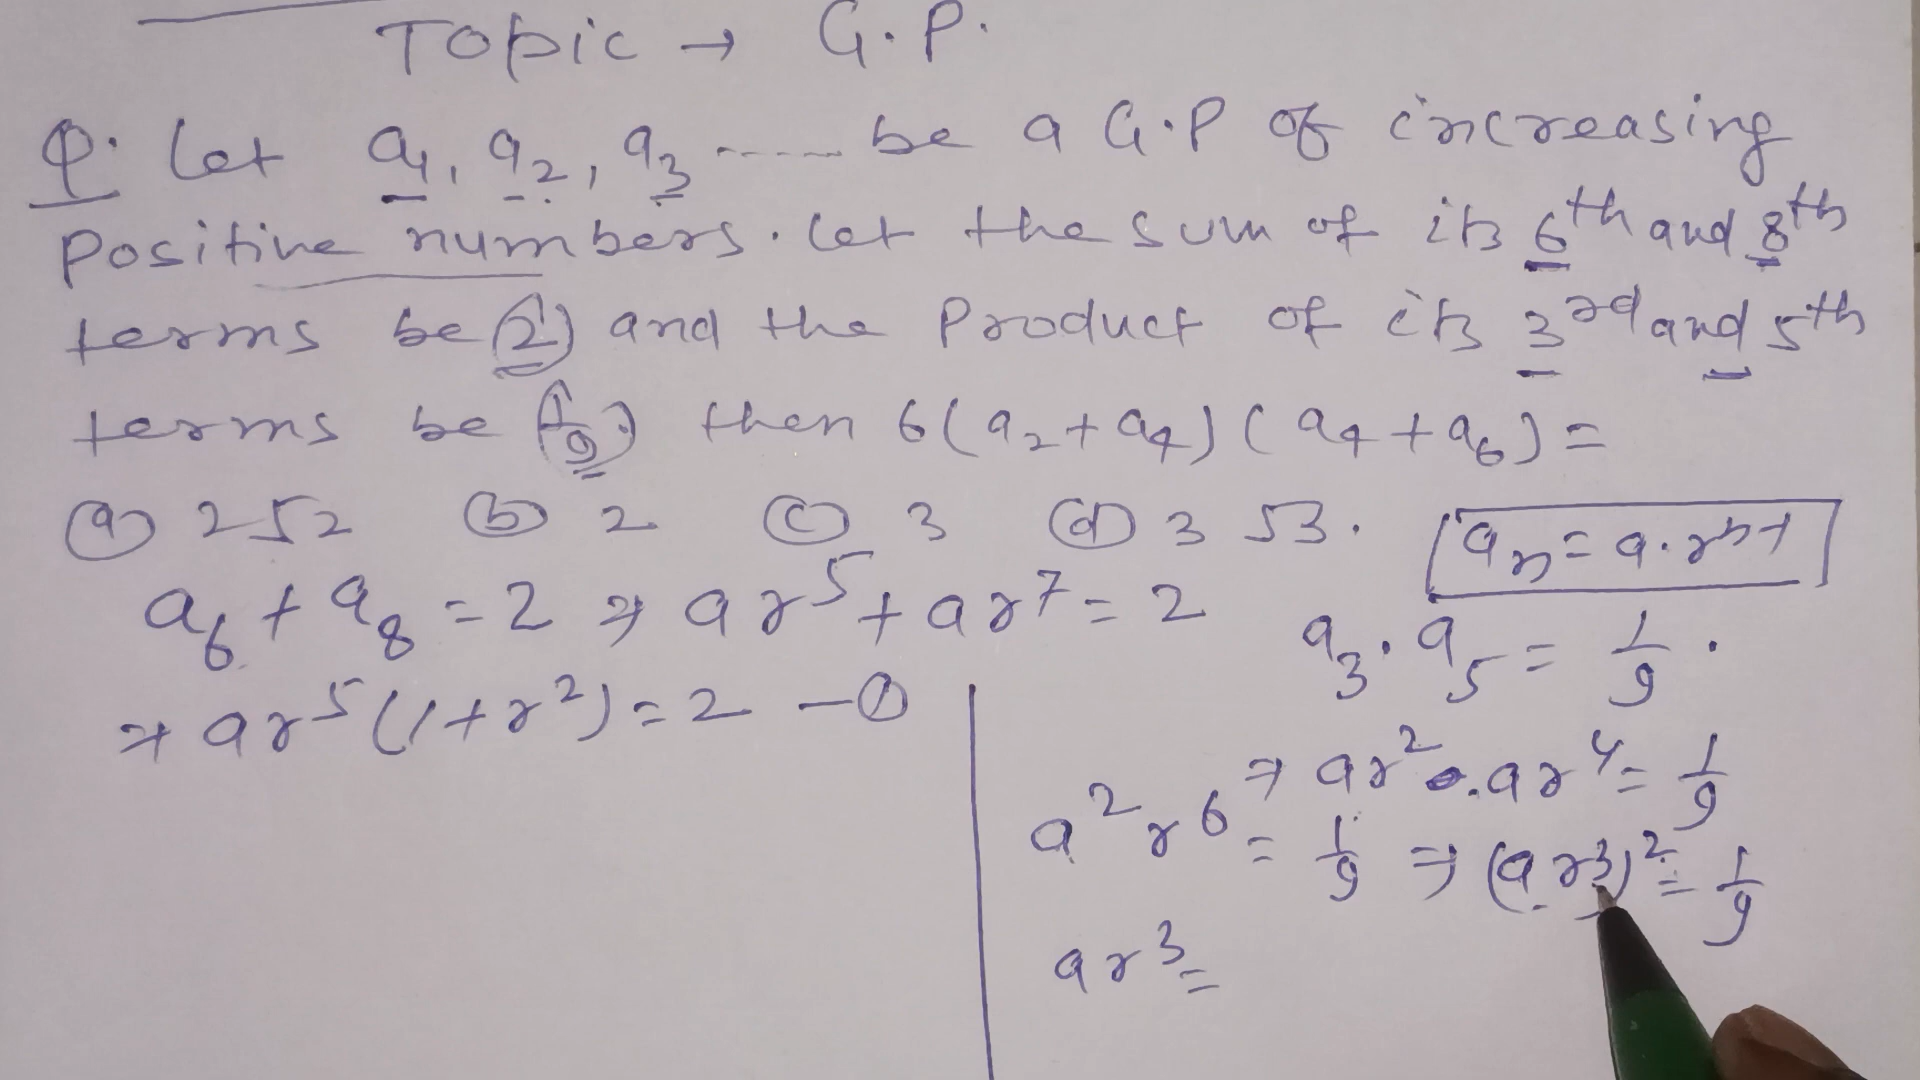 Topic → G.P.
Q. Let a1, a2, a3 ----- be a G.P of increasing
Positive numbers. Let the sum of its 6th and 8th
terms be 2 and the Product of its 3rd and 5th
terms be 1/9. then 6(a2+a4)(a4+a6)=
(a) 252 (b) 2 (c) 3 (d) 353.
an = a.r^n-1
a6 + a8 = 2 ⇒ ar^5 + ar^7 = 2
a3 . a5 = 1/9 .
⇒ ar^5(1+r^2) = 2 —①
⇒ ar^2 . ar^4 = 1/9
a^2 r^6 = 1/9 ⇒ (ar^3)^2 = 1/9
ar^3 =